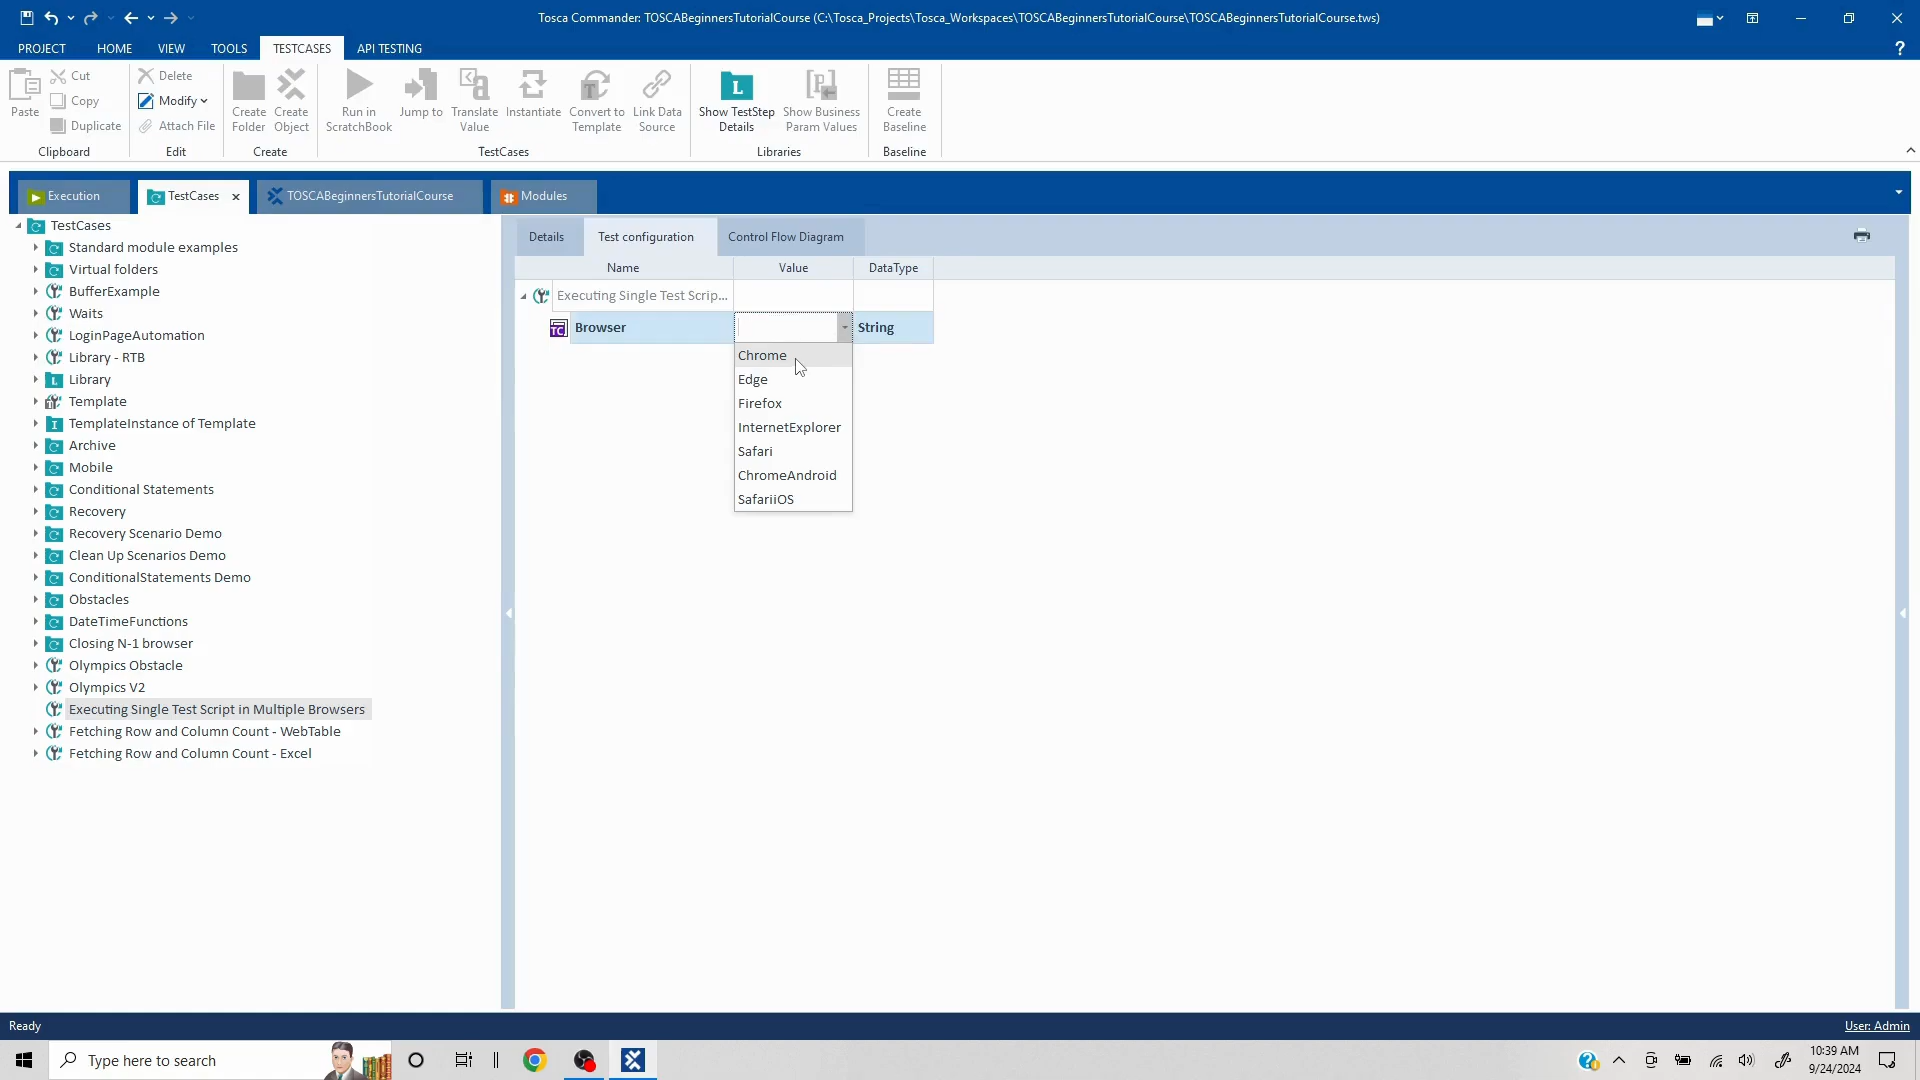 Tosca Commander: TOSCABeginnersTutorialCourse (C:\Tosca_Projects\Tosca_Workspaces\TOSCABeginnersTutorialCourse\TOSCABeginnersTutorialCourse.tws)
PROJECT HOME VIEW TOOLS TESTCASES API TESTING ?
Paste
Cut
Copy
Duplicate
Clipboard
Delete
Modify
Attach File
Edit
Create Folder
Create Object
Create
Run in ScratchBook
Jump to
Translate Value
Instantiate
Convert to Template
Link Data Source
TestCases
Show TestStep Details
Show Business Param Values
Libraries
Create Baseline
Baseline
Execution TestCases TOSCABeginnersTutorialCourse Modules
TestCases
Standard module examples
Virtual folders
BufferExample
Waits
LoginPageAutomation
Library - RTB
Library
Template
TemplateInstance of Template
Archive
Mobile
Conditional Statements
Recovery
Recovery Scenario Demo
Clean Up Scenarios Demo
ConditionalStatements Demo
Obstacles
DateTimeFunctions
Closing N-1 browser
Olympics Obstacle
Olympics V2
Executing Single Test Script in Multiple Browsers
Fetching Row and Column Count - WebTable
Fetching Row and Column Count - Excel
Details Test configuration Control Flow Diagram
Name Value DataType
Executing Single Test Scrip...
Browser String
Chrome
Edge
Firefox
InternetExplorer
Safari
ChromeAndroid
SafariiOS
Ready User: Admin
Type here to search
10:39 AM
9/24/2024